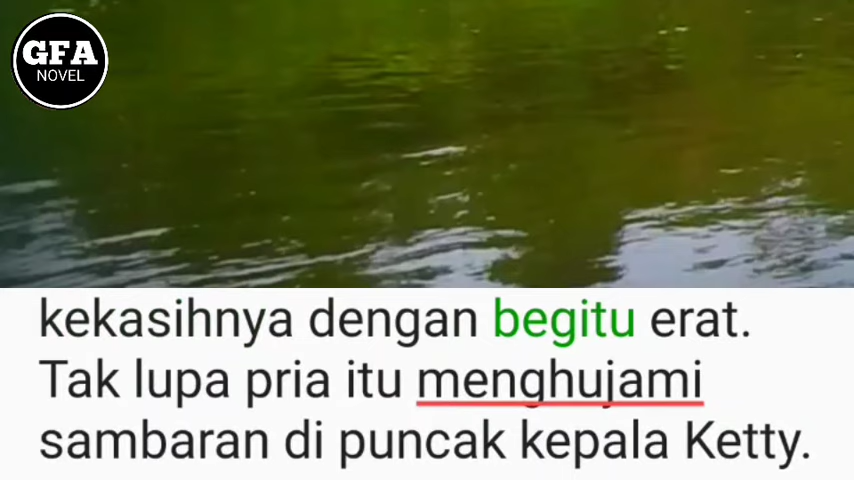 GFA
NOVEL
kekasihnya dengan begitu erat.
Tak lupa pria itu menghujami
sambaran di puncak kepala Ketty.